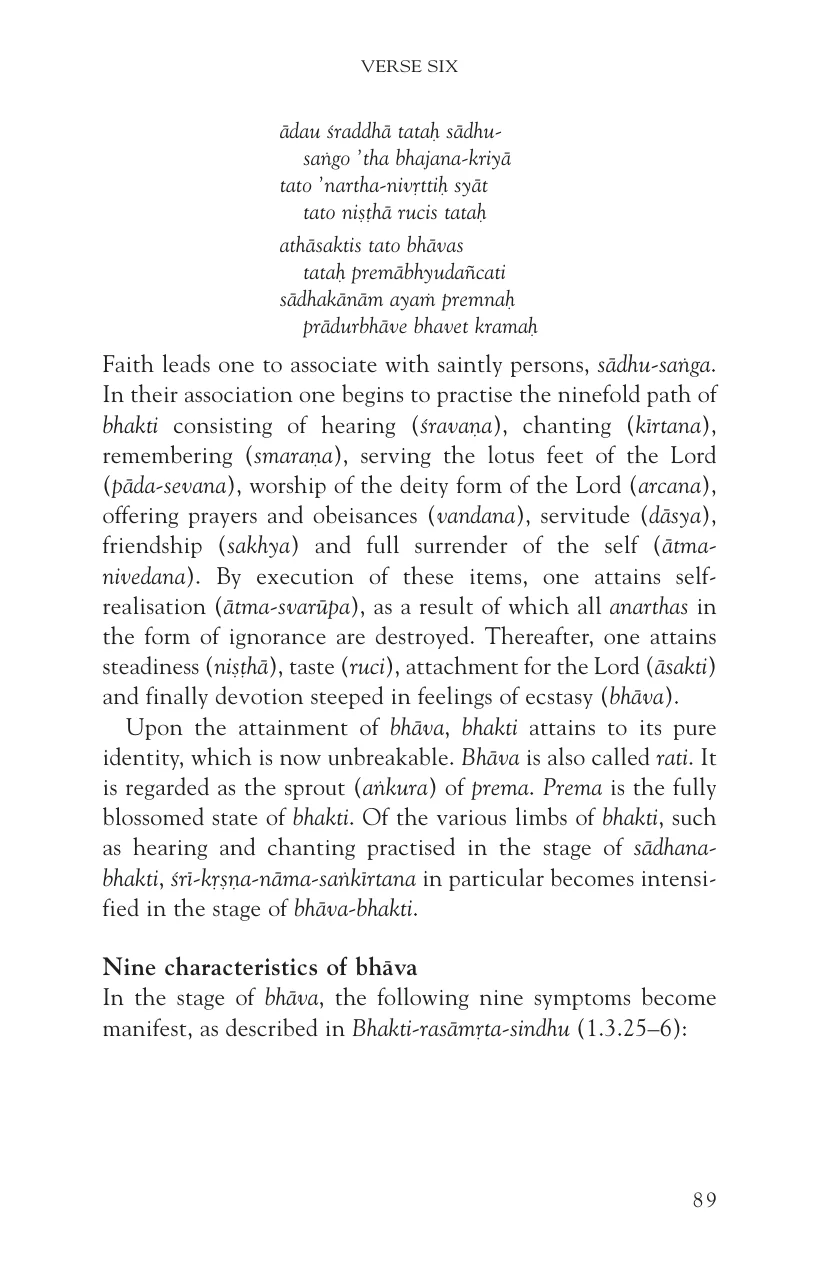 VERSE SIX
ādau śraddhā tataḥ sādhu-
saṅgo ’tha bhajana-kriyā
tato ’nartha-nivṛttiḥ syāt
tato niṣṭhā rucis tataḥ
athāsaktis tato bhāvas
tataḥ premābhyudañcati
sādhakānām ayaṁ premnaḥ
prādurbhāve bhavet kramaḥ
Faith leads one to associate with saintly persons, sādhu-saṅga.
In their association one begins to practise the ninefold path of
bhakti consisting of hearing (śravaṇa), chanting (kīrtana),
remembering (smaraṇa), serving the lotus feet of the Lord
(pāda-sevana), worship of the deity form of the Lord (arcana),
offering prayers and obeisances (vandana), servitude (dāsya),
friendship (sakhya) and full surrender of the self (ātma-
nivedana). By execution of these items, one attains self-
realisation (ātma-svarūpa), as a result of which all anarthas in
the form of ignorance are destroyed. Thereafter, one attains
steadiness (niṣṭhā), taste (ruci), attachment for the Lord (āsakti)
and finally devotion steeped in feelings of ecstasy (bhāva).
Upon the attainment of bhāva, bhakti attains to its pure
identity, which is now unbreakable. Bhāva is also called rati. It
is regarded as the sprout (aṅkura) of prema. Prema is the fully
blossomed state of bhakti. Of the various limbs of bhakti, such
as hearing and chanting practised in the stage of sādhana-
bhakti, śrī-kṛṣṇa-nāma-saṅkīrtana in particular becomes intensi-
fied in the stage of bhāva-bhakti.
Nine characteristics of bhāva
In the stage of bhāva, the following nine symptoms become
manifest, as described in Bhakti-rasāmṛta-sindhu (1.3.25–6):
89